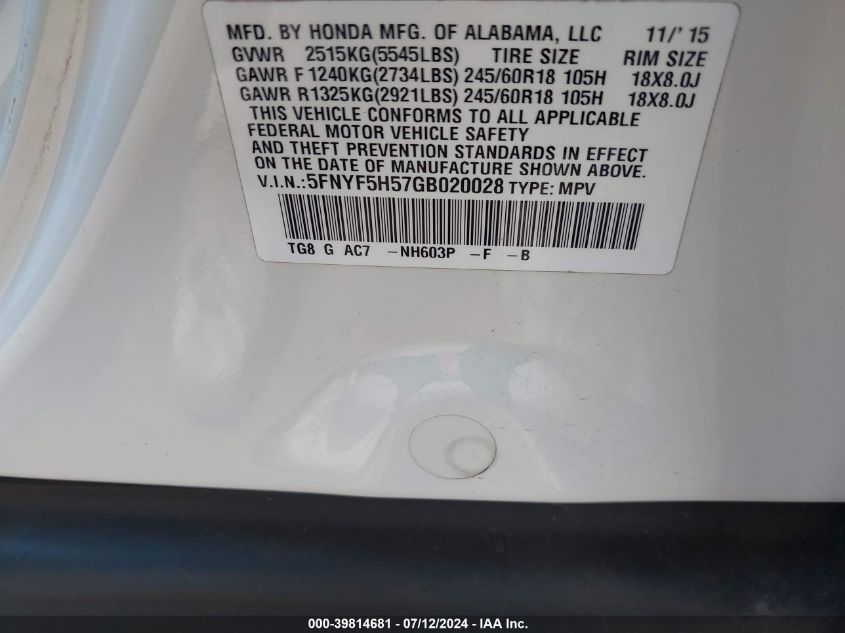 MFD. BY HONDA MFG. OF ALABAMA, LLC 11/' 15
GVWR 2515KG(5545LBS) TIRE SIZE RIM SIZE
GAWR F 1240KG(2734LBS) 245/60R18 105H 18X8.0J
GAWR R1325KG(2921LBS) 245/60R18 105H 18X8.0J
THIS VEHICLE CONFORMS TO ALL APPLICABLE
FEDERAL MOTOR VEHICLE SAFETY
AND THEFT PREVENTION STANDARDS IN EFFECT
ON THE DATE OF MANUFACTURE SHOWN ABOVE.
V.I.N.:5FNYF5H57GB020028 TYPE: MPV
TG8 G AC7 -NH603P -F -B
000-39814681 - 07/12/2024 - IAA Inc.